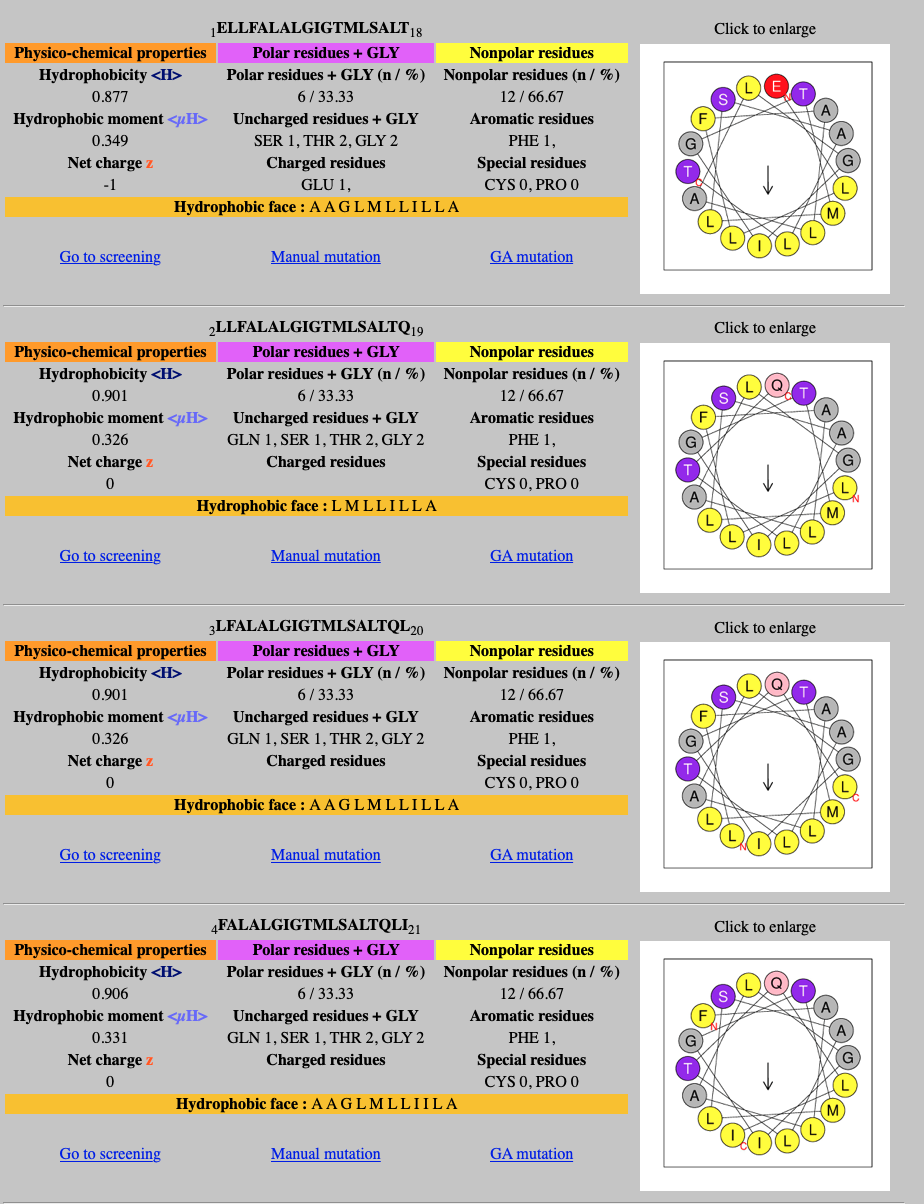 1ELLFALALGIGTMLSALT18 Click to enlarge
Physico-chemical properties Polar residues + GLY Nonpolar residues
Hydrophobicity <H> Polar residues + GLY (n / %) Nonpolar residues (n / %)
0.877 6 / 33.33 12 / 66.67
Hydrophobic moment <µH> Uncharged residues + GLY Aromatic residues
0.349 SER 1, THR 2, GLY 2 PHE 1,
Net charge z Charged residues Special residues
-1 GLU 1, CYS 0, PRO 0
Hydrophobic face : A A G L M L L I L L A
Go to screening Manual mutation GA mutation
E T A A G L M L L I L L A T G F S L
N C
2LLFALALGIGTMLSALTQ19 Click to enlarge
Physico-chemical properties Polar residues + GLY Nonpolar residues
Hydrophobicity <H> Polar residues + GLY (n / %) Nonpolar residues (n / %)
0.901 6 / 33.33 12 / 66.67
Hydrophobic moment <µH> Uncharged residues + GLY Aromatic residues
0.326 GLN 1, SER 1, THR 2, GLY 2 PHE 1,
Net charge z Charged residues Special residues
0 CYS 0, PRO 0
Hydrophobic face : L M L L I L L A
Go to screening Manual mutation GA mutation
Q T A A G L M L L I L L A T G F S L
C N
3LFALALGIGTMLSALTQL20 Click to enlarge
Physico-chemical properties Polar residues + GLY Nonpolar residues
Hydrophobicity <H> Polar residues + GLY (n / %) Nonpolar residues (n / %)
0.901 6 / 33.33 12 / 66.67
Hydrophobic moment <µH> Uncharged residues + GLY Aromatic residues
0.326 GLN 1, SER 1, THR 2, GLY 2 PHE 1,
Net charge z Charged residues Special residues
0 CYS 0, PRO 0
Hydrophobic face : A A G L M L L I L L A
Go to screening Manual mutation GA mutation
Q T A A G L M L L I L L A T G F S L
C N
4FALALGIGTMLSALTQLI21 Click to enlarge
Physico-chemical properties Polar residues + GLY Nonpolar residues
Hydrophobicity <H> Polar residues + GLY (n / %) Nonpolar residues (n / %)
0.906 6 / 33.33 12 / 66.67
Hydrophobic moment <µH> Uncharged residues + GLY Aromatic residues
0.331 GLN 1, SER 1, THR 2, GLY 2 PHE 1,
Net charge z Charged residues Special residues
0 CYS 0, PRO 0
Hydrophobic face : A A G L M L L I I L A
Go to screening Manual mutation GA mutation
Q T A A G L M L L I I L A T G F S L
N C